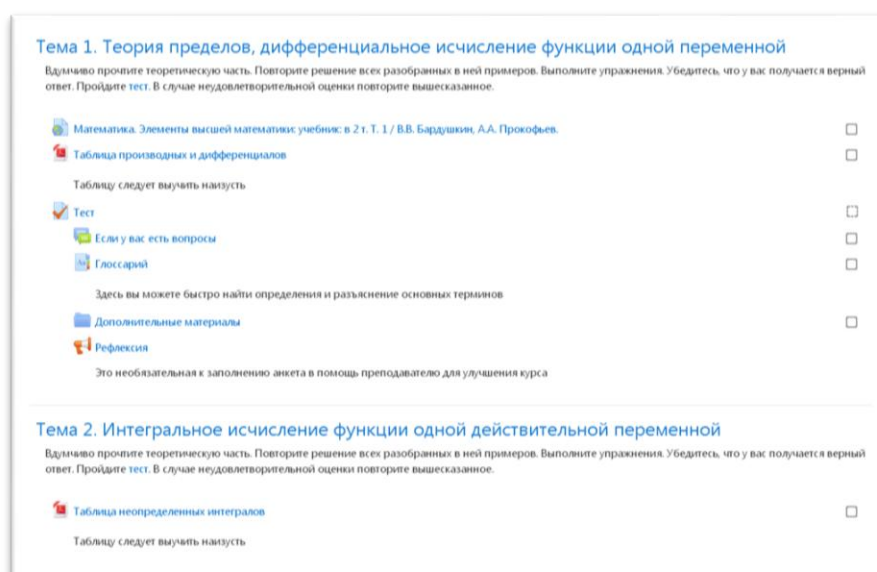 Тема 1. Теория пределов, дифференциальное исчисление функции одной переменной
Вдумчиво прочтите теоретическую часть. Повторите решение всех разобранных в ней примеров. Выполните упражнения. Убедитесь, что у вас получается верный
ответ. Пройдите тест. В случае неудовлетворительной оценки повторите вышесказанное.
Математика. Элементы высшей математики: учебник: в 2 т. Т. 1 / В.В. Бардушкин, А.А. Прокофьев.
Таблица производных и дифференциалов
Таблицу следует выучить наизусть
Тест
Если у вас есть вопросы
Глоссарий
Здесь вы можете быстро найти определения и разъяснение основных терминов
Дополнительные материалы
Рефлексия
Это необязательная к заполнению анкета в помощь преподавателю для улучшения курса
Тема 2. Интегральное исчисление функции одной действительной переменной
Вдумчиво прочтите теоретическую часть. Повторите решение всех разобранных в ней примеров. Выполните упражнения. Убедитесь, что у вас получается верный
ответ. Пройдите тест. В случае неудовлетворительной оценки повторите вышесказанное.
Таблица неопределенных интегралов
Таблицу следует выучить наизусть